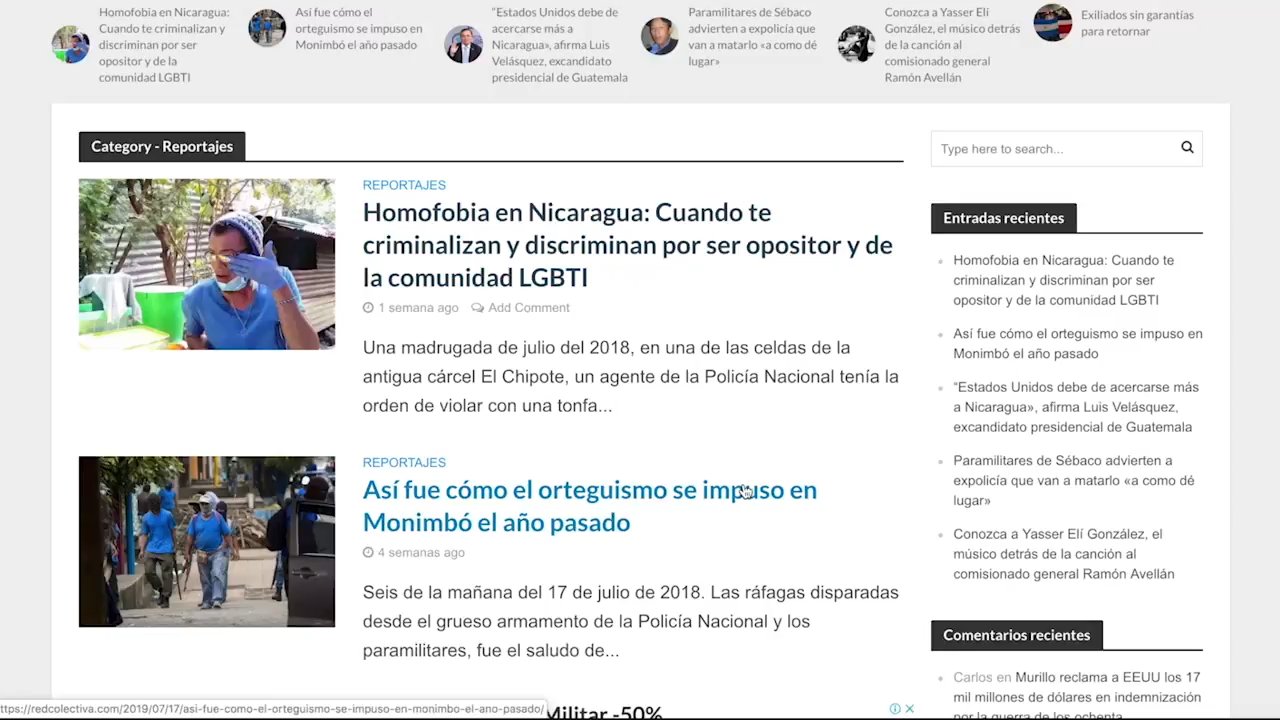 Homofobia en Nicaragua:
Cuando te criminalizan y
discriminan por ser
opositor y de la
comunidad LGBTI
Así fue cómo el
orteguismo se impuso en
Monimbó el año pasado
“Estados Unidos debe de
acercarse más a
Nicaragua», afirma Luis
Velásquez, excandidato
presidencial de Guatemala
Paramilitares de Sébaco
advierten a expolicía que
van a matarlo «a como dé
lugar»
Conozca a Yasser Elí
González, el músico detrás
de la canción al
comisionado general
Ramón Avellán
Exiliados sin garantías
para retornar
Category - Reportajes
REPORTAJES
Homofobia en Nicaragua: Cuando te
criminalizan y discriminan por ser opositor y de
la comunidad LGBTI
1 semana ago Add Comment
Una madrugada de julio del 2018, en una de las celdas de la
antigua cárcel El Chipote, un agente de la Policía Nacional tenía la
orden de violar con una tonfa...
REPORTAJES
Así fue cómo el orteguismo se impuso en
Monimbó el año pasado
4 semanas ago
Seis de la mañana del 17 de julio de 2018. Las ráfagas disparadas
desde el grueso armamento de la Policía Nacional y los
paramilitares, fue el saludo de...
Militar -50%
ttps://redcolectiva.com/2019/07/17/asi-fue-como-el-orteguismo-se-impuso-en-monimbo-el-ano-pasado/
Type here to search...
Entradas recientes
Homofobia en Nicaragua: Cuando te
criminalizan y discriminan por ser
opositor y de la comunidad LGBTI
Así fue cómo el orteguismo se impuso en
Monimbó el año pasado
“Estados Unidos debe de acercarse más
a Nicaragua», afirma Luis Velásquez,
excandidato presidencial de Guatemala
Paramilitares de Sébaco advierten a
expolicía que van a matarlo «a como dé
lugar»
Conozca a Yasser Elí González, el
músico detrás de la canción al
comisionado general Ramón Avellán
Comentarios recientes
Carlos en Murillo reclama a EEUU los 17
mil millones de dólares en indemnización
por la guerra de los ochenta